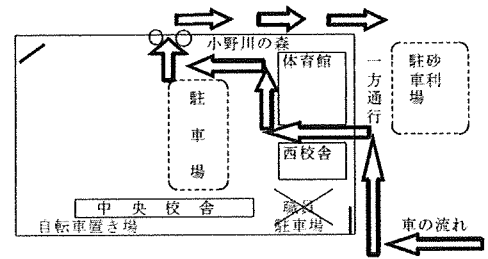 小野川の森
体育館
一方通行
砂利
駐車場
駐車場
西校舎
中央校舎
職員
駐車場
自転車置き場
車の流れ